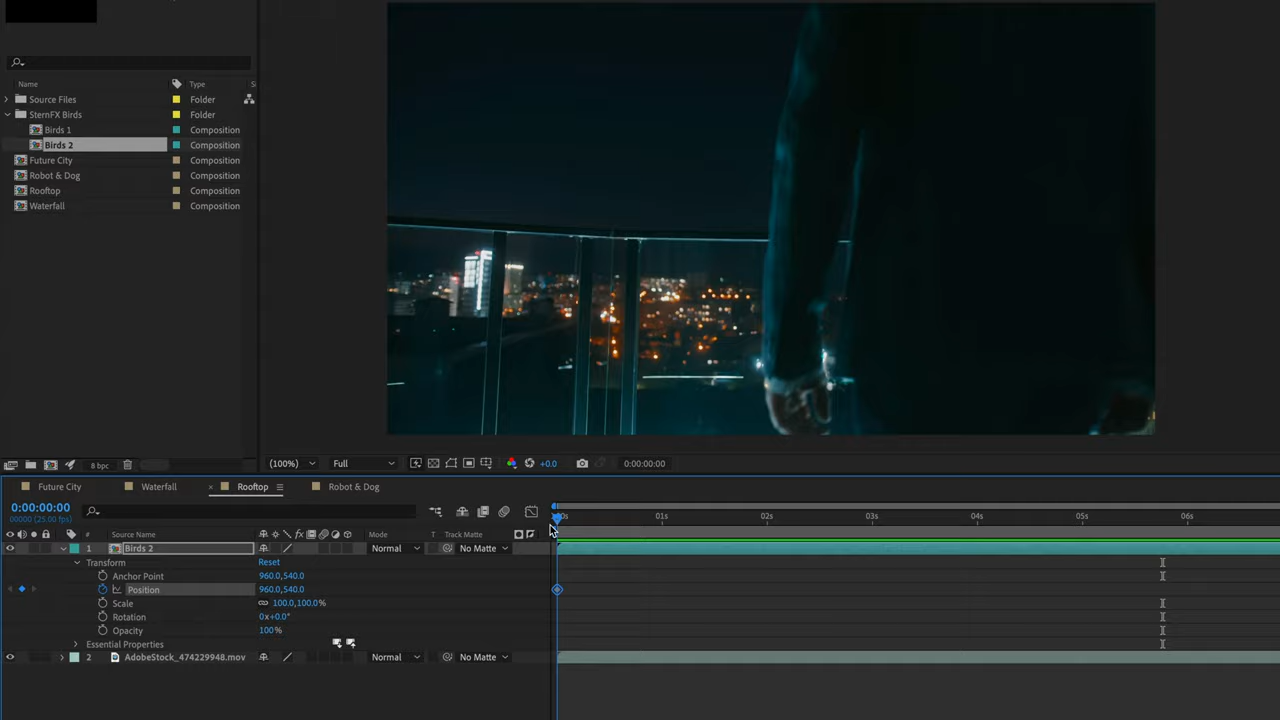 Name Type Si
Source Files Folder
SternFX Birds Folder
Birds 1 Composition
Birds 2 Composition
Future City Composition
Robot & Dog Composition
Rooftop Composition
Waterfall Composition
8 bpc (100%) Full +0.0 0:00:00:00
Future City Waterfall × Rooftop Robot & Dog
0:00:00:00
00000 (25.00 fps) 01s 02s 03s 04s 05s 06s
# Source Name fx Mode T Track Matte
1 Birds 2 Normal No Matte
Transform Reset
Anchor Point 960.0,540.0
Position 960.0,540.0
Scale 100.0,100.0%
Rotation 0x+0.0°
Opacity 100%
Essential Properties
2 AdobeStock_474229948.mov Normal No Matte